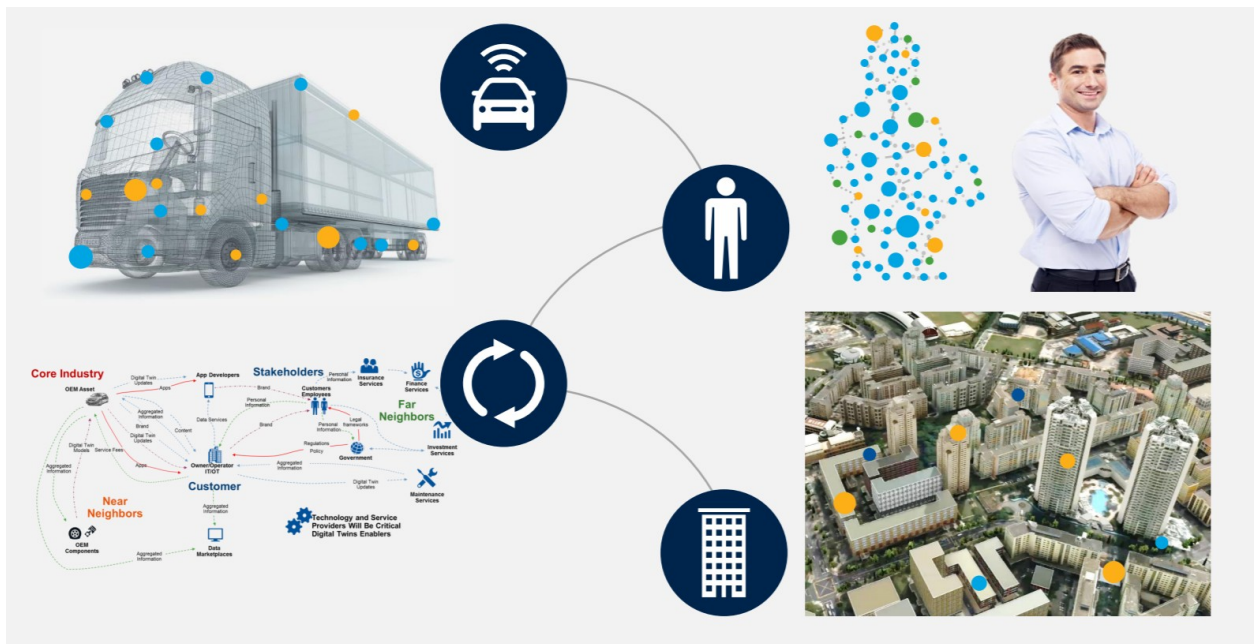 Core Industry
OEM Asset
Digital Twin
Updates
Apps
App Developers
Stakeholders
Customers
Employees
Personal
Information
Insurance
Services
Finance
Services
Far
Neighbors
Brand
Personal
Information
Aggregated
Information
Brand
Content
Data Services
Brand
Personal
Information
Legal
frameworks
Digital Twin
Models
Service Fees
Digital Twin
Updates
Apps
Owner/Operator
IT/OT
Regulations
Policy
Government
Investment
Services
Aggregated
Information
Aggregated
Information
Digital Twin
Updates
Maintenance
Services
Customer
Near
Neighbors
OEM
Components
Aggregated
Information
Aggregated
Information
Data
Marketplaces
Technology and Service
Providers Will Be Critical
Digital Twins Enablers